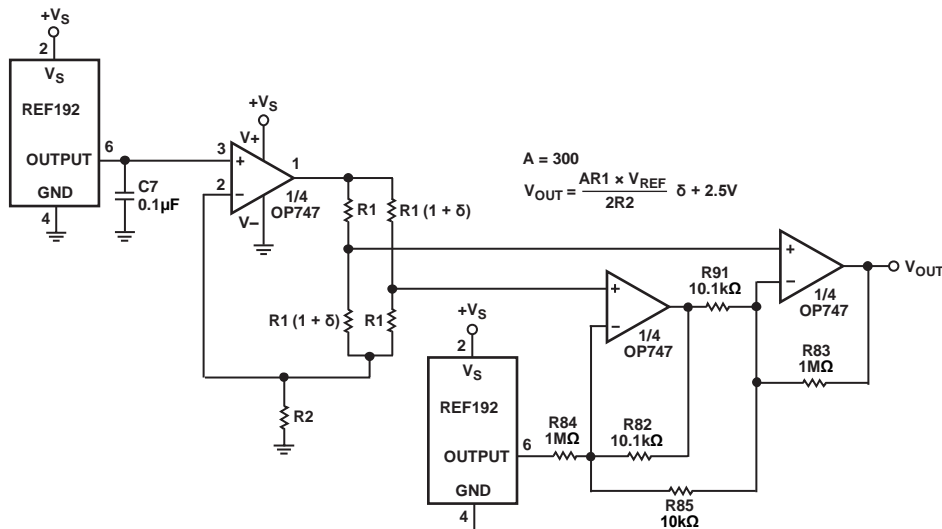 +VS
2
VS
REF192
6
OUTPUT
GND
4
C7
0.1µF
+VS
V+
3
2
1
1/4
OP747
V–
R1
R1 (1 + δ)
R1 (1 + δ)
R1
R2
A = 300
VOUT = AR1 × VREF
2R2
δ + 2.5V
+VS
2
VS
REF192
OUTPUT
6
GND
4
R84
1MΩ
R82
10.1kΩ
R85
10kΩ
1/4
OP747
R91
10.1kΩ
1/4
OP747
VOUT
R83
1MΩ